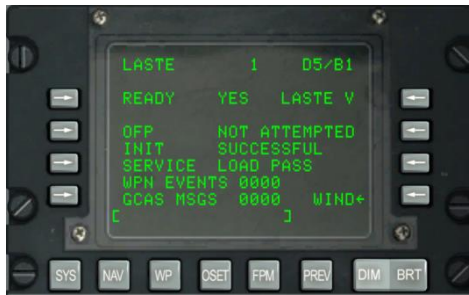 LASTE 1 D5/B1
READY YES LASTE V
OFP NOT ATTEMPTED
INIT SUCCESSFUL
SERVICE LOAD PASS
WPN EVENTS 0000
GCAS MSGS 0000 WIND←
[ ]
SYS NAV WP OSET FPM PREV DIM BRT